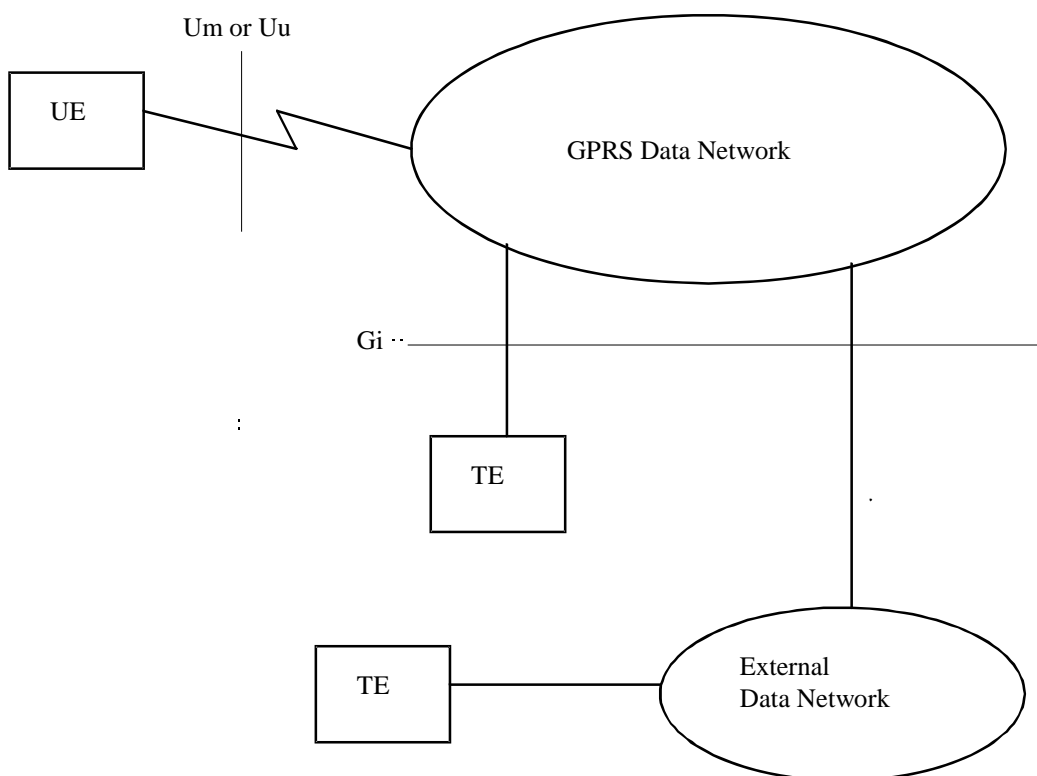 Um or Uu
UE
GPRS Data Network
Gi
TE
TE
External
Data Network